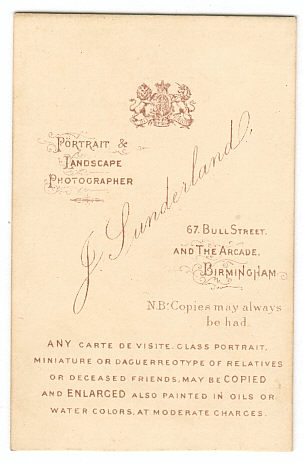 PORTRAIT &
LANDSCAPE
PHOTOGRAPHER
J. Sunderland,
67. BULL STREET.
AND THE ARCADE.
BIRMINGHAM
N.B. Copies may always
be had.
ANY CARTE DE VISITE. GLASS PORTRAIT,
MINIATURE OR DAGUERREOTYPE OF RELATIVES
OR DECEASED FRIENDS, MAY BE COPIED
AND ENLARGED ALSO PAINTED IN OILS OR
WATER COLORS, AT MODERATE CHARGES.